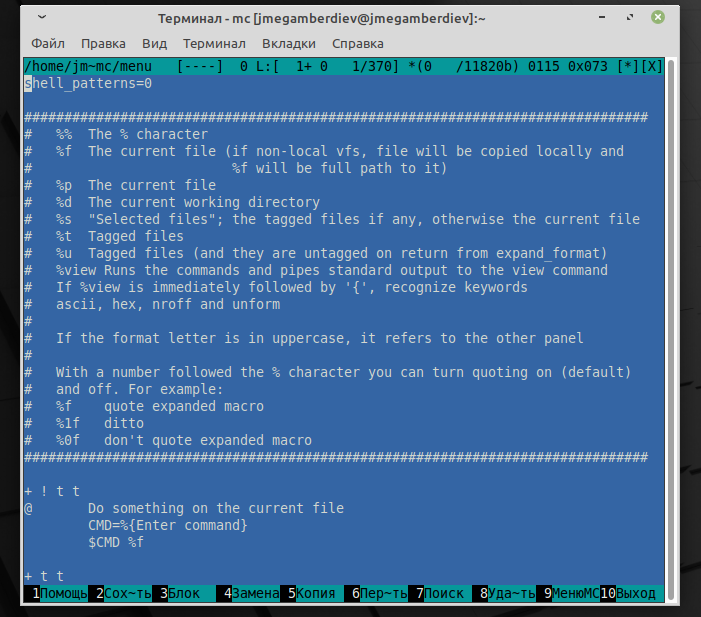 Терминал - mc [jmegamberdiev@jmegamberdiev]:~
Файл Правка Вид Терминал Вкладки Справка
/home/jm~mc/menu   [----]  0 L:[  1+ 0   1/370] *(0   /11820b) 0115 0x073 [*][X]
shell_patterns=0
##############################################################################
#   %%  The % character
#   %f  The current file (if non-local vfs, file will be copied locally and
#                         %f will be full path to it)
#   %p  The current file
#   %d  The current working directory
#   %s  "Selected files"; the tagged files if any, otherwise the current file
#   %t  Tagged files
#   %u  Tagged files (and they are untagged on return from expand_format)
#   %view Runs the commands and pipes standard output to the view command
#   If %view is immediately followed by '{', recognize keywords
#   ascii, hex, nroff and unform
#
#   If the format letter is in uppercase, it refers to the other panel
#
#   With a number followed the % character you can turn quoting on (default)
#   and off. For example:
#   %f    quote expanded macro
#   %1f   ditto
#   %0f   don't quote expanded macro
##############################################################################
+ ! t t
@       Do something on the current file
        CMD=%{Enter command}
        $CMD %f
+ t t
1Помощь 2Сох~ть 3Блок 4Замена 5Копия 6Пер~ть 7Поиск 8Уда~ть 9МенюMC 10Выход